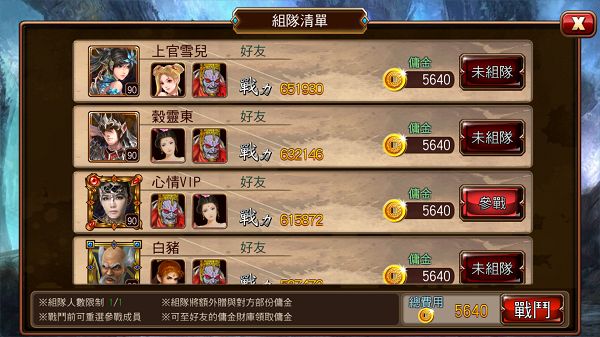 組隊清單
X
上官雪兒 好友
90
戰力 651930
傭金
5640
未組隊
穀靈東 好友
90
戰力 632146
傭金
5640
未組隊
心情VIP 好友
90
戰力 615872
傭金
5640
參戰
白豬 好友
傭金
5640
未組隊
※組隊人數限制 1/1 ※組隊將額外贈與對方部份傭金
※戰鬥前可重選參戰成員 ※可至好友的傭金財庫領取傭金
總費用
5640
戰鬥